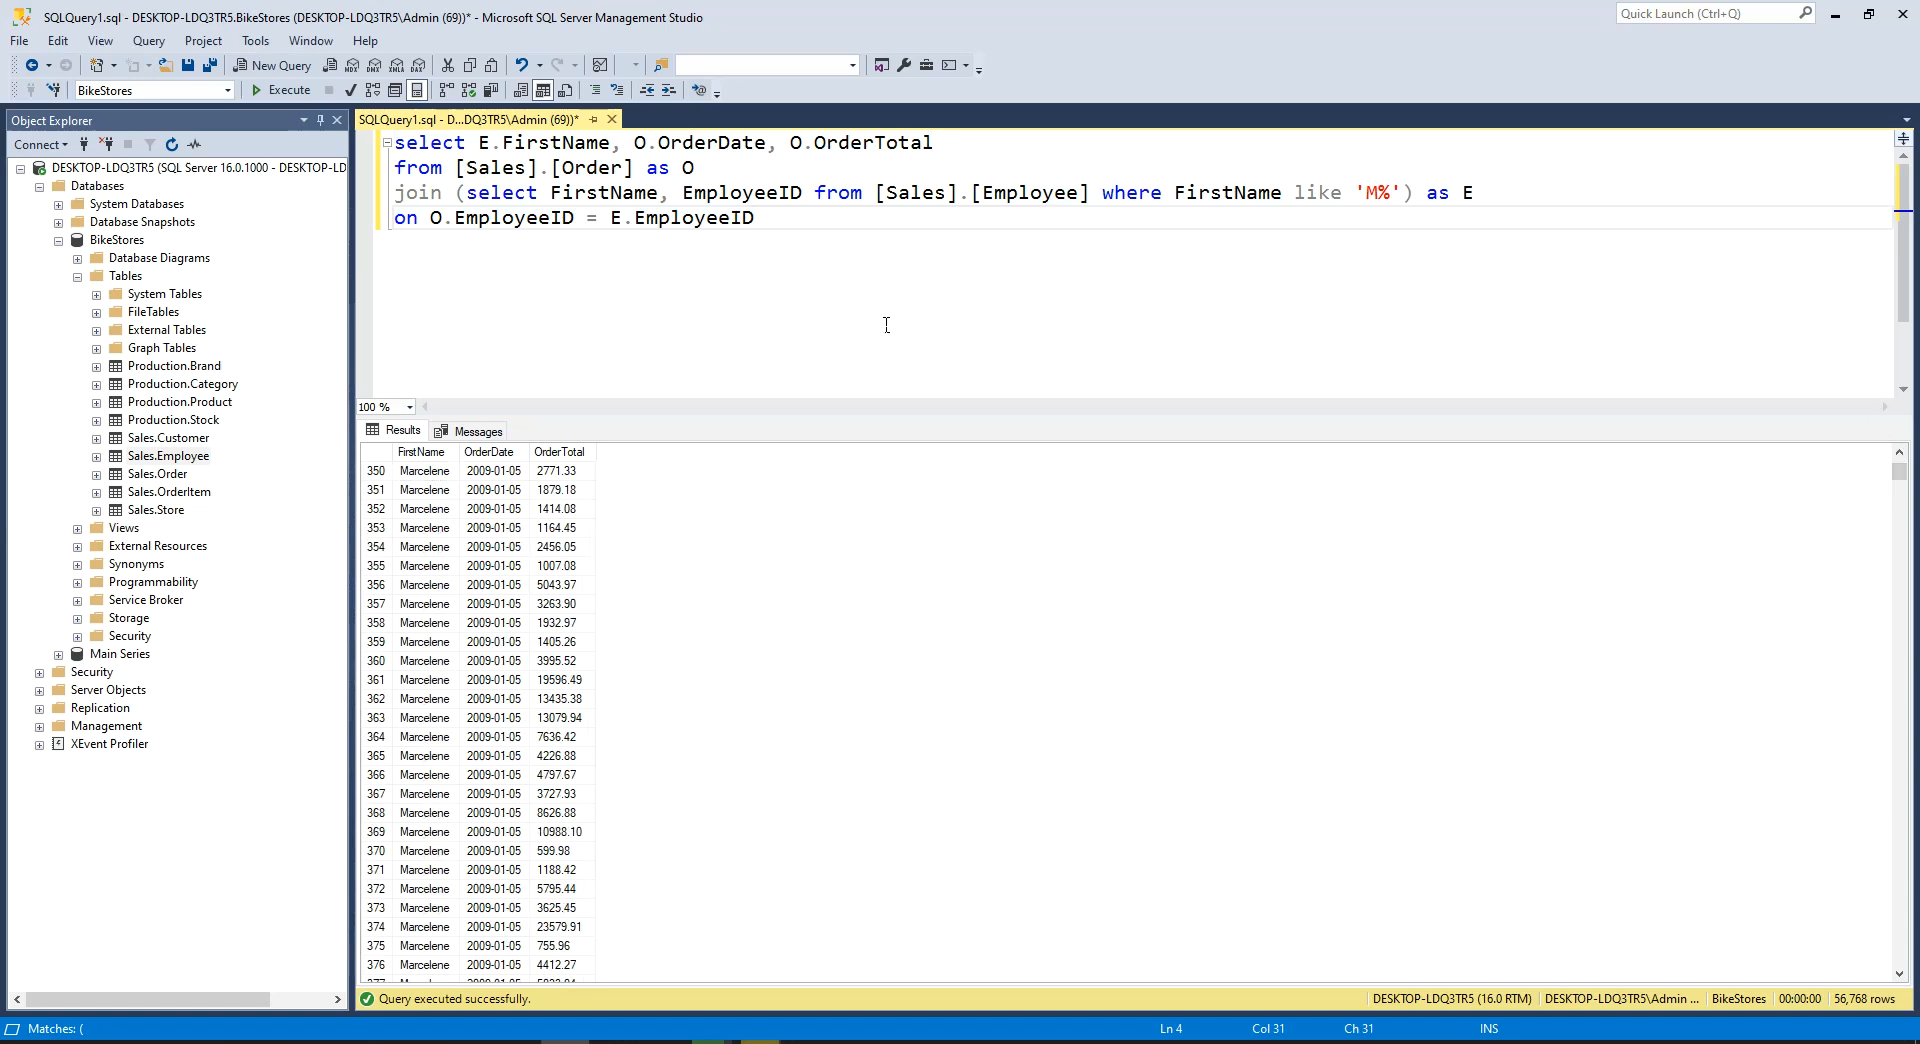 SQLQuery1.sql - DESKTOP-LDQ3TR5.BikeStores (DESKTOP-LDQ3TR5\Admin (69))* - Microsoft SQL Server Management Studio
Quick Launch (Ctrl+Q)
File Edit View Query Project Tools Window Help
New Query MDX DMX XMLA DAX
BikeStores Execute
Object Explorer
Connect
DESKTOP-LDQ3TR5 (SQL Server 16.0.1000 - DESKTOP-LD
Databases
System Databases
Database Snapshots
BikeStores
Database Diagrams
Tables
System Tables
FileTables
External Tables
Graph Tables
Production.Brand
Production.Category
Production.Product
Production.Stock
Sales.Customer
Sales.Employee
Sales.Order
Sales.OrderItem
Sales.Store
Views
External Resources
Synonyms
Programmability
Service Broker
Storage
Security
Main Series
Security
Server Objects
Replication
Management
XEvent Profiler
SQLQuery1.sql - D...DQ3TR5\Admin (69))*
select E.FirstName, O.OrderDate, O.OrderTotal
from [Sales].[Order] as O
join (select FirstName, EmployeeID from [Sales].[Employee] where FirstName like 'M%') as E
on O.EmployeeID = E.EmployeeID
100 %
Results Messages
FirstName OrderDate OrderTotal
350 Marcelene 2009-01-05 2771.33
351 Marcelene 2009-01-05 1879.18
352 Marcelene 2009-01-05 1414.08
353 Marcelene 2009-01-05 1164.45
354 Marcelene 2009-01-05 2456.05
355 Marcelene 2009-01-05 1007.08
356 Marcelene 2009-01-05 5043.97
357 Marcelene 2009-01-05 3263.90
358 Marcelene 2009-01-05 1932.97
359 Marcelene 2009-01-05 1405.26
360 Marcelene 2009-01-05 3995.52
361 Marcelene 2009-01-05 19596.49
362 Marcelene 2009-01-05 13435.38
363 Marcelene 2009-01-05 13079.94
364 Marcelene 2009-01-05 7636.42
365 Marcelene 2009-01-05 4226.88
366 Marcelene 2009-01-05 4797.67
367 Marcelene 2009-01-05 3727.93
368 Marcelene 2009-01-05 8626.88
369 Marcelene 2009-01-05 10988.10
370 Marcelene 2009-01-05 599.98
371 Marcelene 2009-01-05 1188.42
372 Marcelene 2009-01-05 5795.44
373 Marcelene 2009-01-05 3625.45
374 Marcelene 2009-01-05 23579.91
375 Marcelene 2009-01-05 755.96
376 Marcelene 2009-01-05 4412.27
Query executed successfully.
DESKTOP-LDQ3TR5 (16.0 RTM) DESKTOP-LDQ3TR5\Admin ... BikeStores 00:00:00 56,768 rows
Matches: (
Ln 4 Col 31 Ch 31 INS